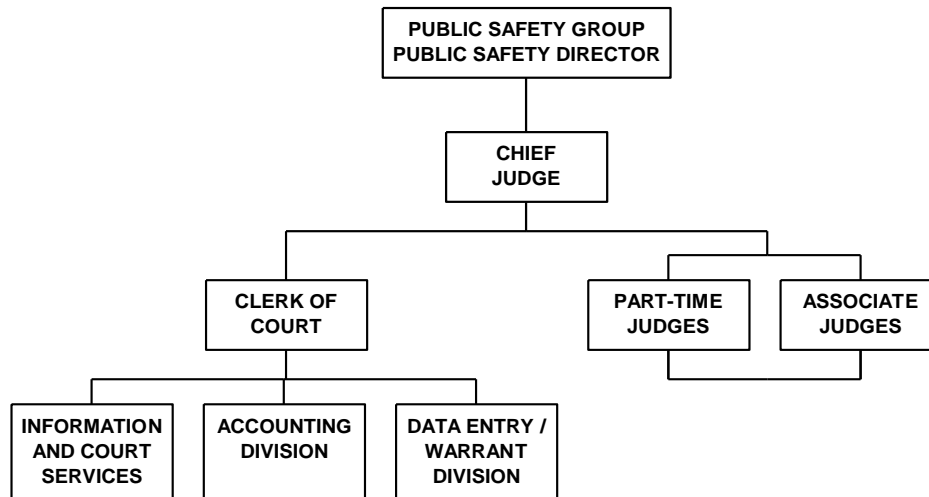 PUBLIC SAFETY GROUP
PUBLIC SAFETY DIRECTOR
CHIEF
JUDGE
CLERK OF
COURT
PART-TIME
JUDGES
ASSOCIATE
JUDGES
INFORMATION
AND COURT
SERVICES
ACCOUNTING
DIVISION
DATA ENTRY /
WARRANT
DIVISION